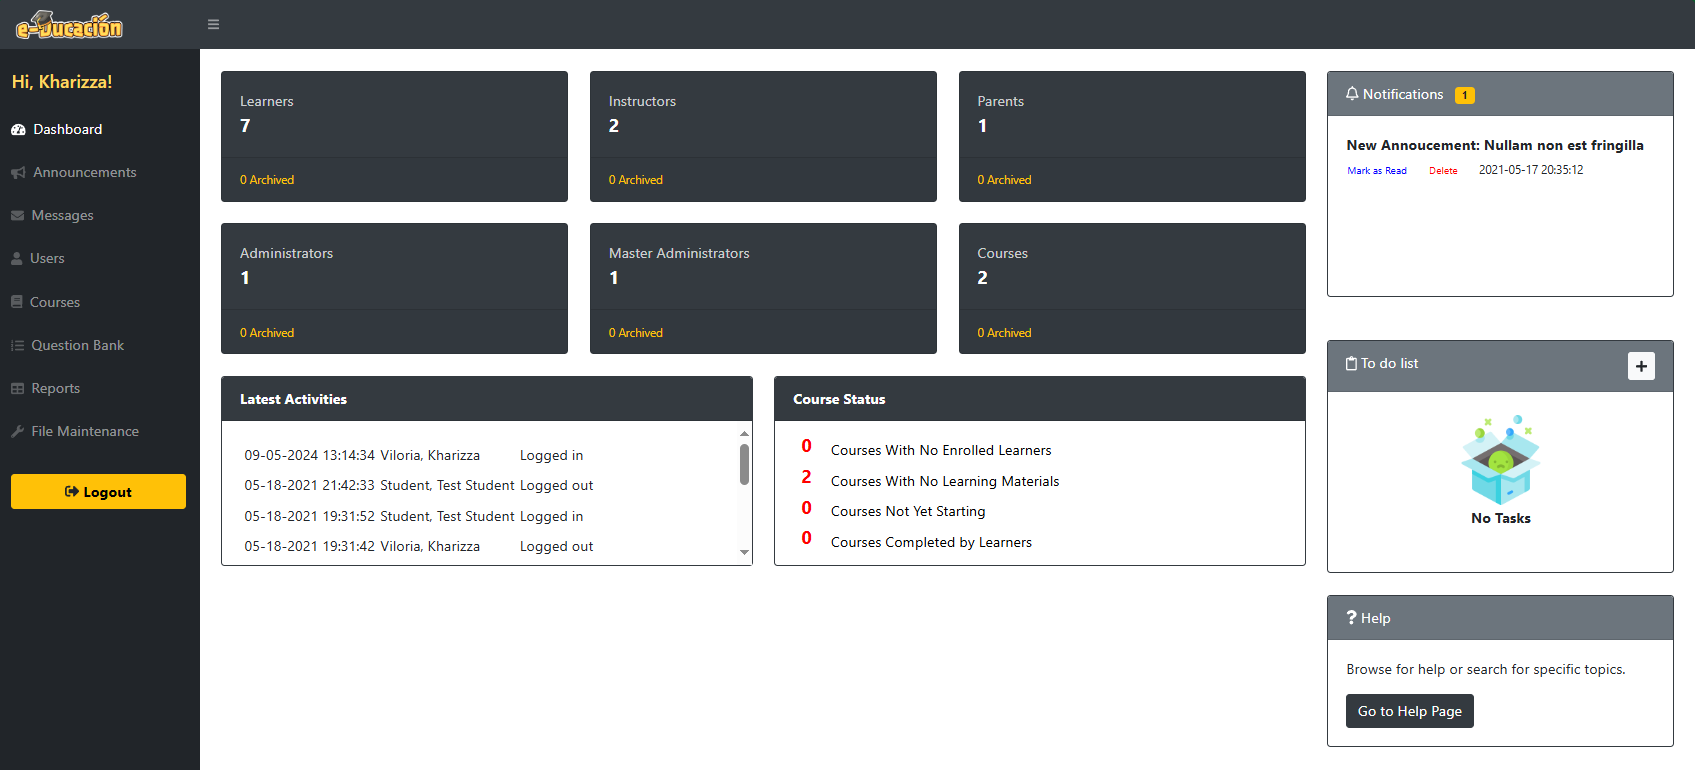 e-Ducación
Hi, Kharizza!
Dashboard
Announcements
Messages
Users
Courses
Question Bank
Reports
File Maintenance
Logout
Learners
7
0 Archived
Instructors
2
0 Archived
Parents
1
0 Archived
Administrators
1
0 Archived
Master Administrators
1
0 Archived
Courses
2
0 Archived
Latest Activities
09-05-2024 13:14:34 Viloria, Kharizza Logged in
05-18-2021 21:42:33 Student, Test Student Logged out
05-18-2021 19:31:52 Student, Test Student Logged in
05-18-2021 19:31:42 Viloria, Kharizza Logged out
Course Status
0 Courses With No Enrolled Learners
2 Courses With No Learning Materials
0 Courses Not Yet Starting
0 Courses Completed by Learners
Notifications 1
New Annoucement: Nullam non est fringilla
Mark as Read Delete 2021-05-17 20:35:12
To do list
No Tasks
Help
Browse for help or search for specific topics.
Go to Help Page